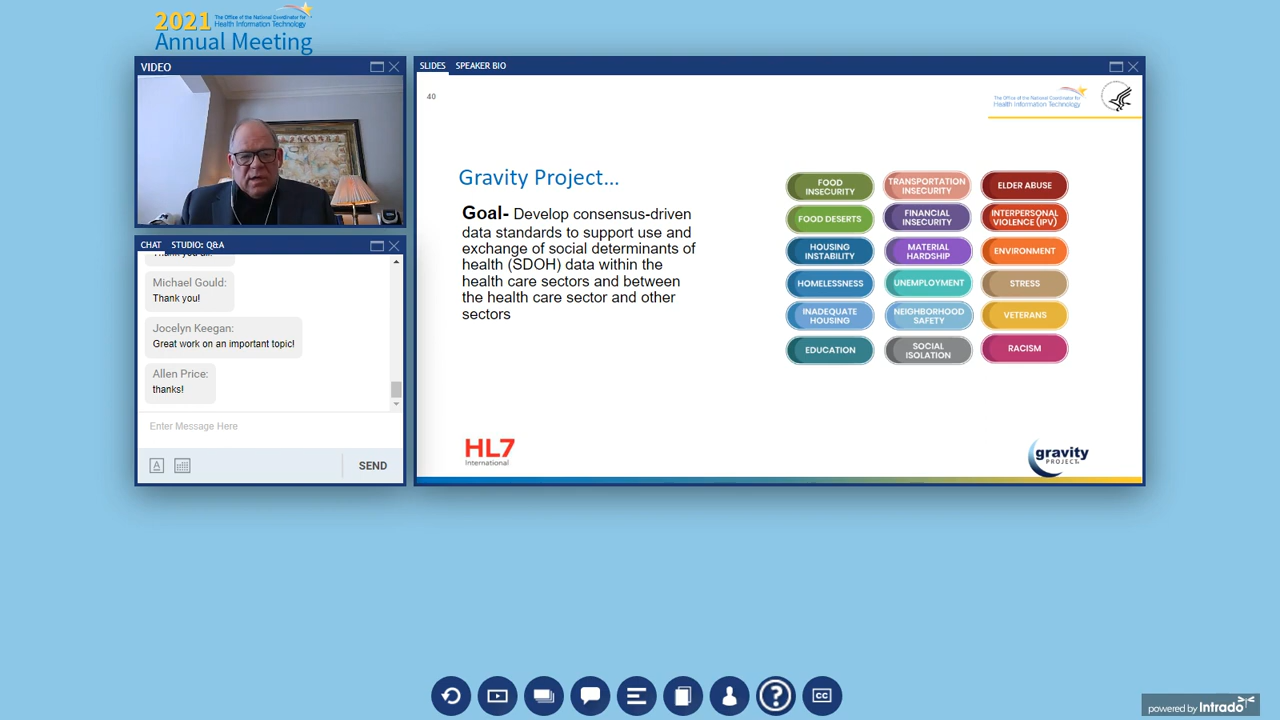 2021 The Office of the National Coordinator for
Health Information Technology
Annual Meeting
VIDEO
CHAT STUDIO: Q&A
Thank you all!
Michael Gould:
Thank you!
Jocelyn Keegan:
Great work on an important topic!
Allen Price:
thanks!
Enter Message Here
A
SEND
SLIDES SPEAKER BIO
40
The Office of the National Coordinator for
Health Information Technology
Gravity Project...
Goal- Develop consensus-driven
data standards to support use and
exchange of social determinants of
health (SDOH) data within the
health care sectors and between
the health care sector and other
sectors
FOOD
INSECURITY
TRANSPORTATION
INSECURITY
ELDER ABUSE
FOOD DESERTS
FINANCIAL
INSECURITY
INTERPERSONAL
VIOLENCE (IPV)
HOUSING
INSTABILITY
MATERIAL
HARDSHIP
ENVIRONMENT
HOMELESSNESS
UNEMPLOYMENT
STRESS
INADEQUATE
HOUSING
NEIGHBORHOOD
SAFETY
VETERANS
EDUCATION
SOCIAL
ISOLATION
RACISM
HL7
International
gravity
PROJECT
?
CC
powered by Intrado